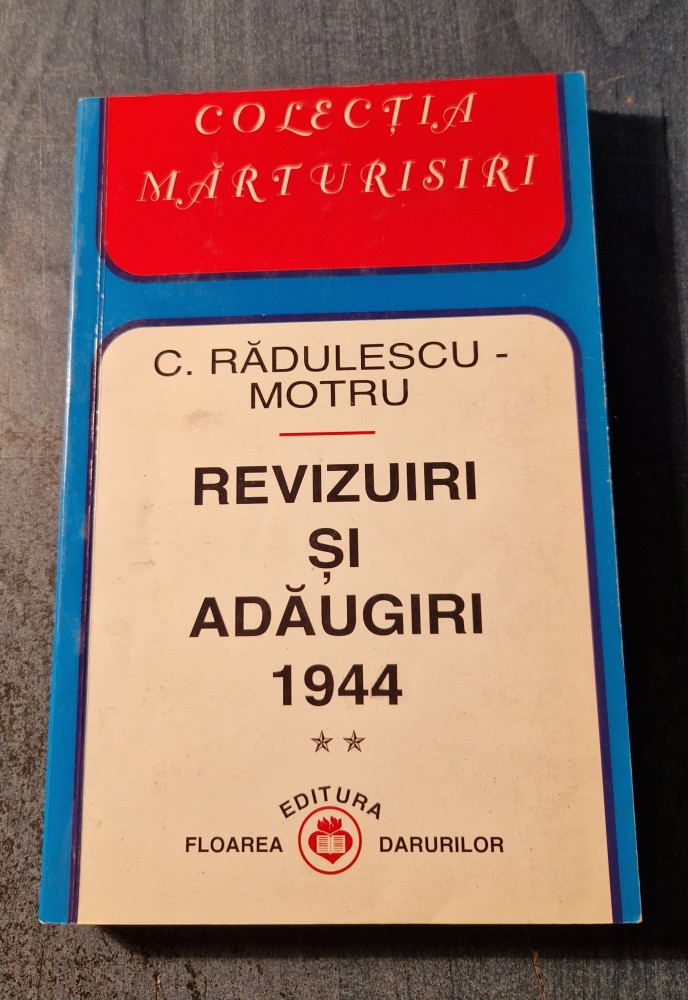 COLECȚIA
MĂRTURISIRI
C. RĂDULESCU -
MOTRU
REVIZUIRI
ȘI
ADĂUGIRI
1944
EDITURA
FLOAREA DARURILOR